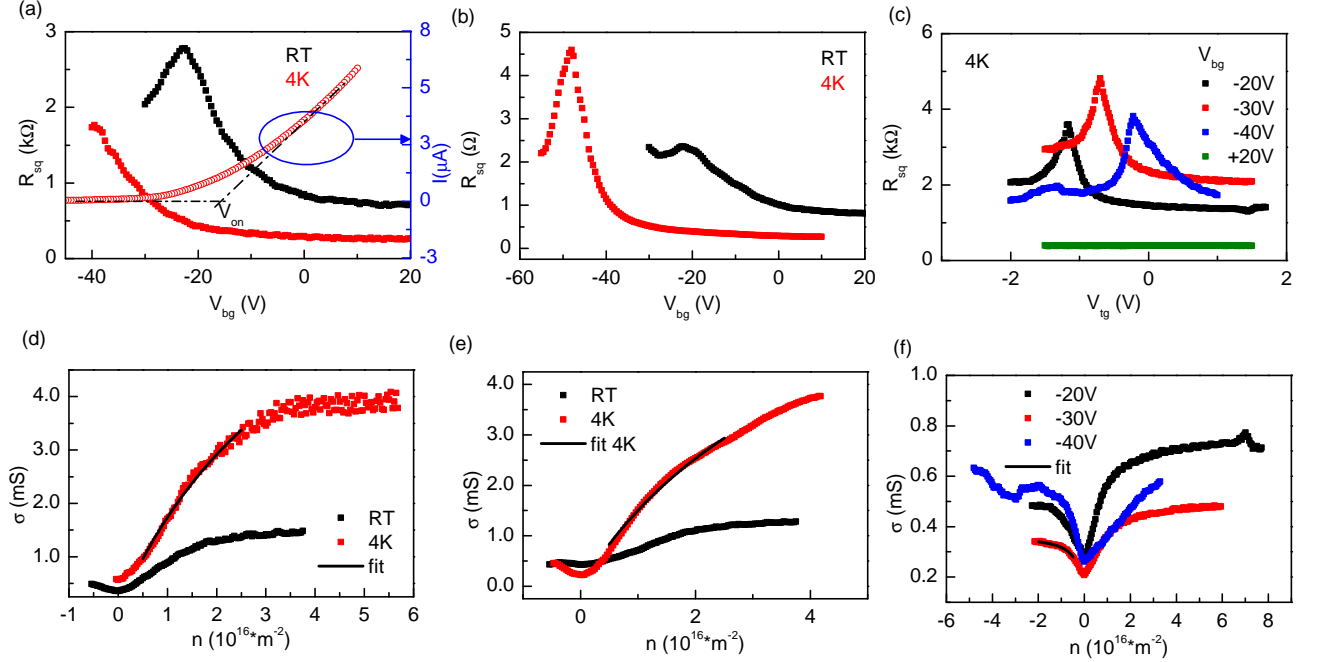 (a)
3
2
1
0
R_sq (kΩ)
-40
-20
0
20
V_bg (V)
RT
4K
V_on
8
5
3
0
-3
I(μA)
(b)
5
4
3
2
1
0
R_sq (Ω)
-60
-50
-40
-30
-20
-10
0
10
20
V_bg (V)
RT
4K
(c)
6
4
2
0
R_sq (kΩ)
-2
0
2
V_tg (V)
4K
V_bg
-20V
-30V
-40V
+20V
(d)
4.0
3.0
2.0
1.0
σ (mS)
-1
0
1
2
3
4
5
6
n (10^16*m^-2)
RT
4K
fit
(e)
4.0
3.0
2.0
1.0
0.0
σ (mS)
0
2
4
n (10^16*m^-2)
RT
4K
fit 4K
(f)
1.0
0.8
0.6
0.4
0.2
σ (mS)
-6
-4
-2
0
2
4
6
8
n (10^16*m^-2)
-20V
-30V
-40V
fit